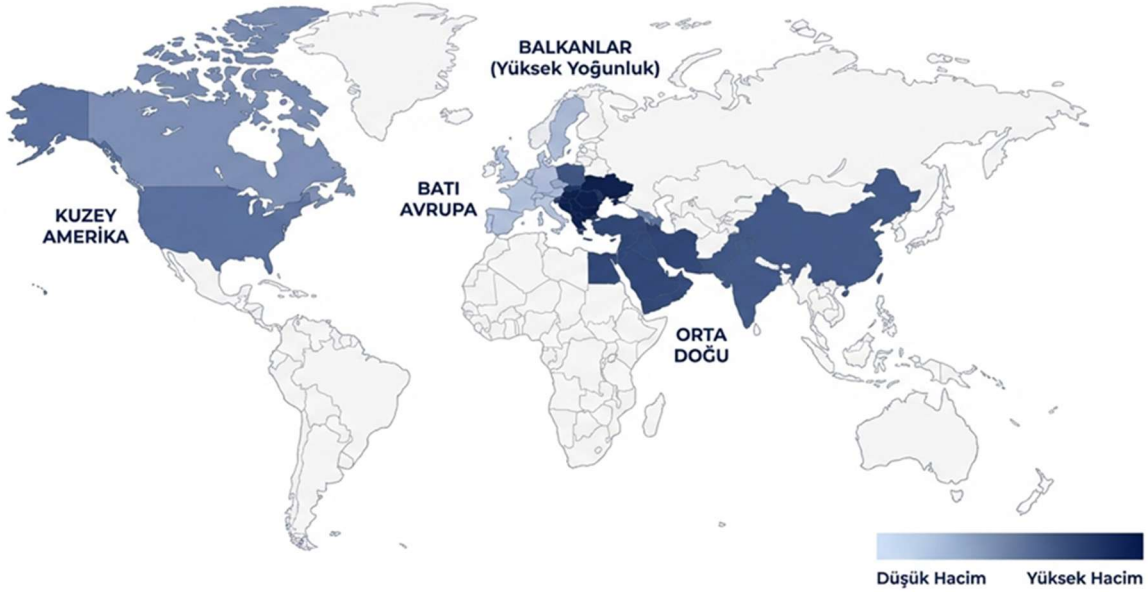 BALKANLAR
(Yüksek Yoğunluk)
BATI
AVRUPA
KUZEY
AMERİKA
ORTA
DOĞU
Düşük Hacim
Yüksek Hacim